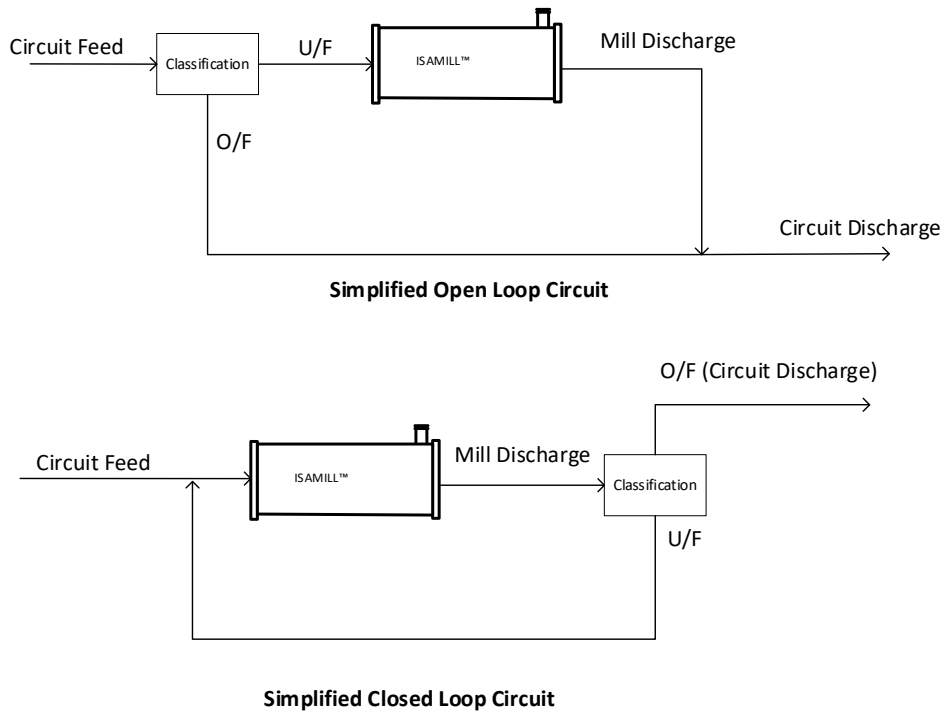 Circuit Feed
Classification
U/F
ISAMILL™
Mill Discharge
O/F
Circuit Discharge
Simplified Open Loop Circuit
O/F (Circuit Discharge)
Circuit Feed
ISAMILL™
Mill Discharge
Classification
U/F
Simplified Closed Loop Circuit